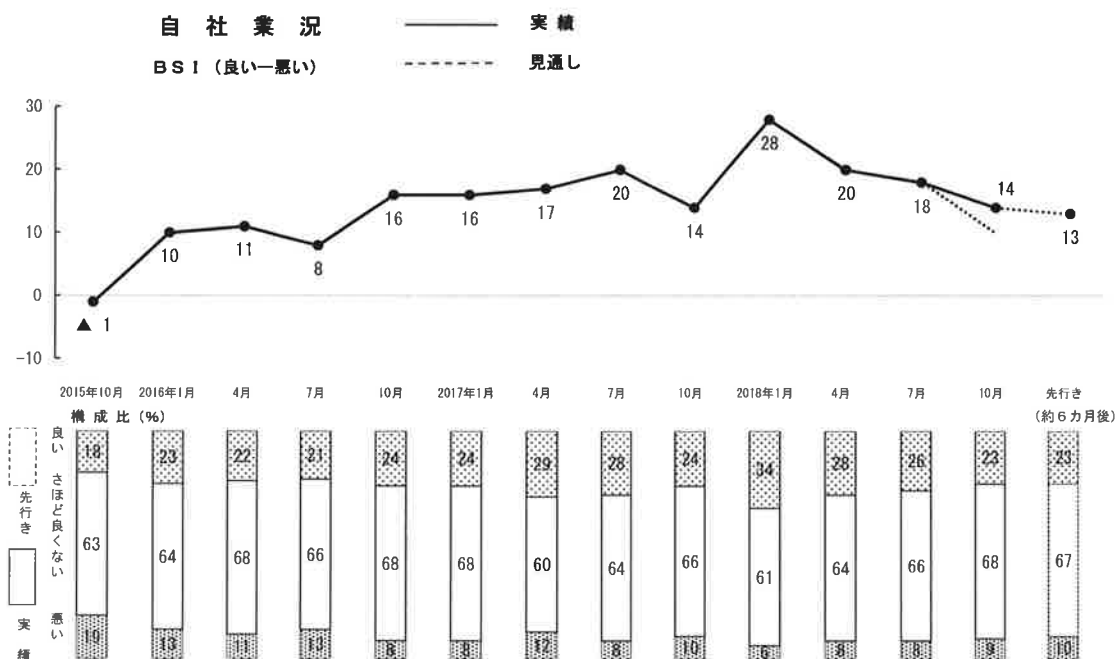 自社業況
実績
BSI（良い－悪い）
見通し
30
20
10
0
-10
▲ 1
10
11
8
16
16
17
20
14
28
20
18
14
13
2015年10月 2016年1月 4月 7月 10月 2017年1月 4月 7月 10月 2018年1月 4月 7月 10月 先行き
構成比（%）
（約6カ月後）
良い
さほど良くない
悪い
先行き
実績
18 23 22 21 24 24 29 28 24 34 28 26 23 23
63 64 68 66 68 68 60 64 66 61 64 66 68 67
19 13 11 13 8 8 12 8 10 6 8 8 9 10